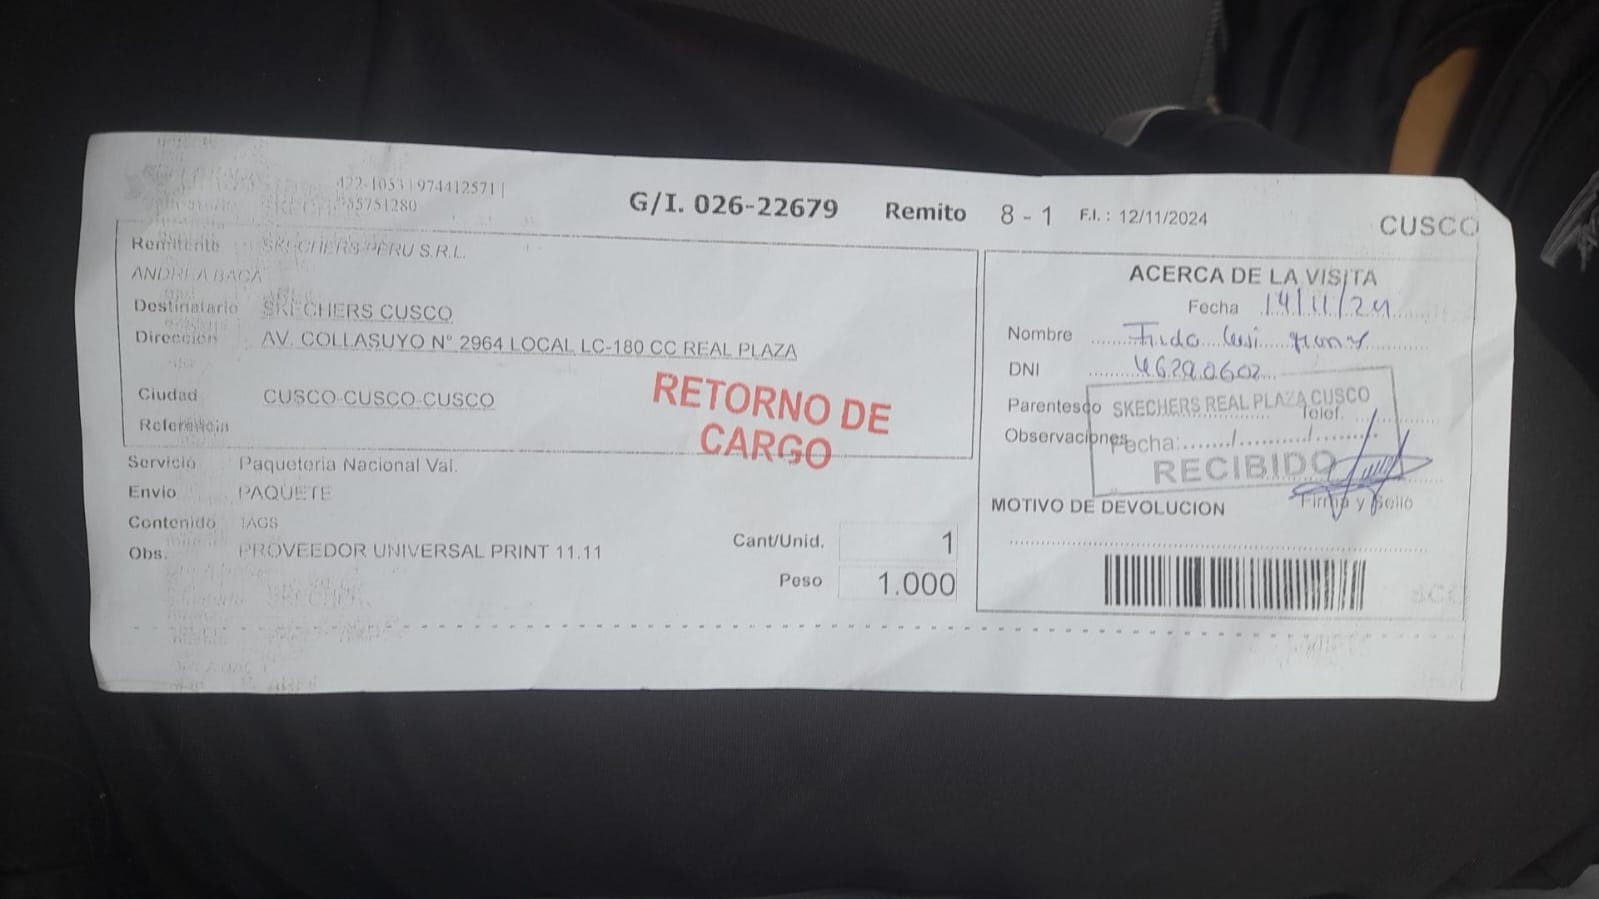 422-1053 | 974412571 |
G/I. 026-22679 Remito 8 - 1 F.I. : 12/11/2024 CUSCO
Remitente SKECHERS PERU S.R.L.
ANDREA BACA
Destinatario SKECHERS CUSCO
Dirección AV. COLLASUYO N° 2964 LOCAL LC-180 CC REAL PLAZA
Ciudad CUSCO-CUSCO-CUSCO
Referencia
RETORNO DE
CARGO
Servicio Paqueteria Nacional Val.
Envio PAQUETE
Contenido TAGS
Obs. PROVEEDOR UNIVERSAL PRINT 11.11
Cant/Unid. 1
Peso 1.000
ACERCA DE LA VISITA
Fecha 14/11/24
Nombre
DNI 46290602
Parentesco Telef.
Observaciones
SKECHERS REAL PLAZA CUSCO
Fecha:......./........../.......
RECIBIDO
Firma y Sello
MOTIVO DE DEVOLUCION